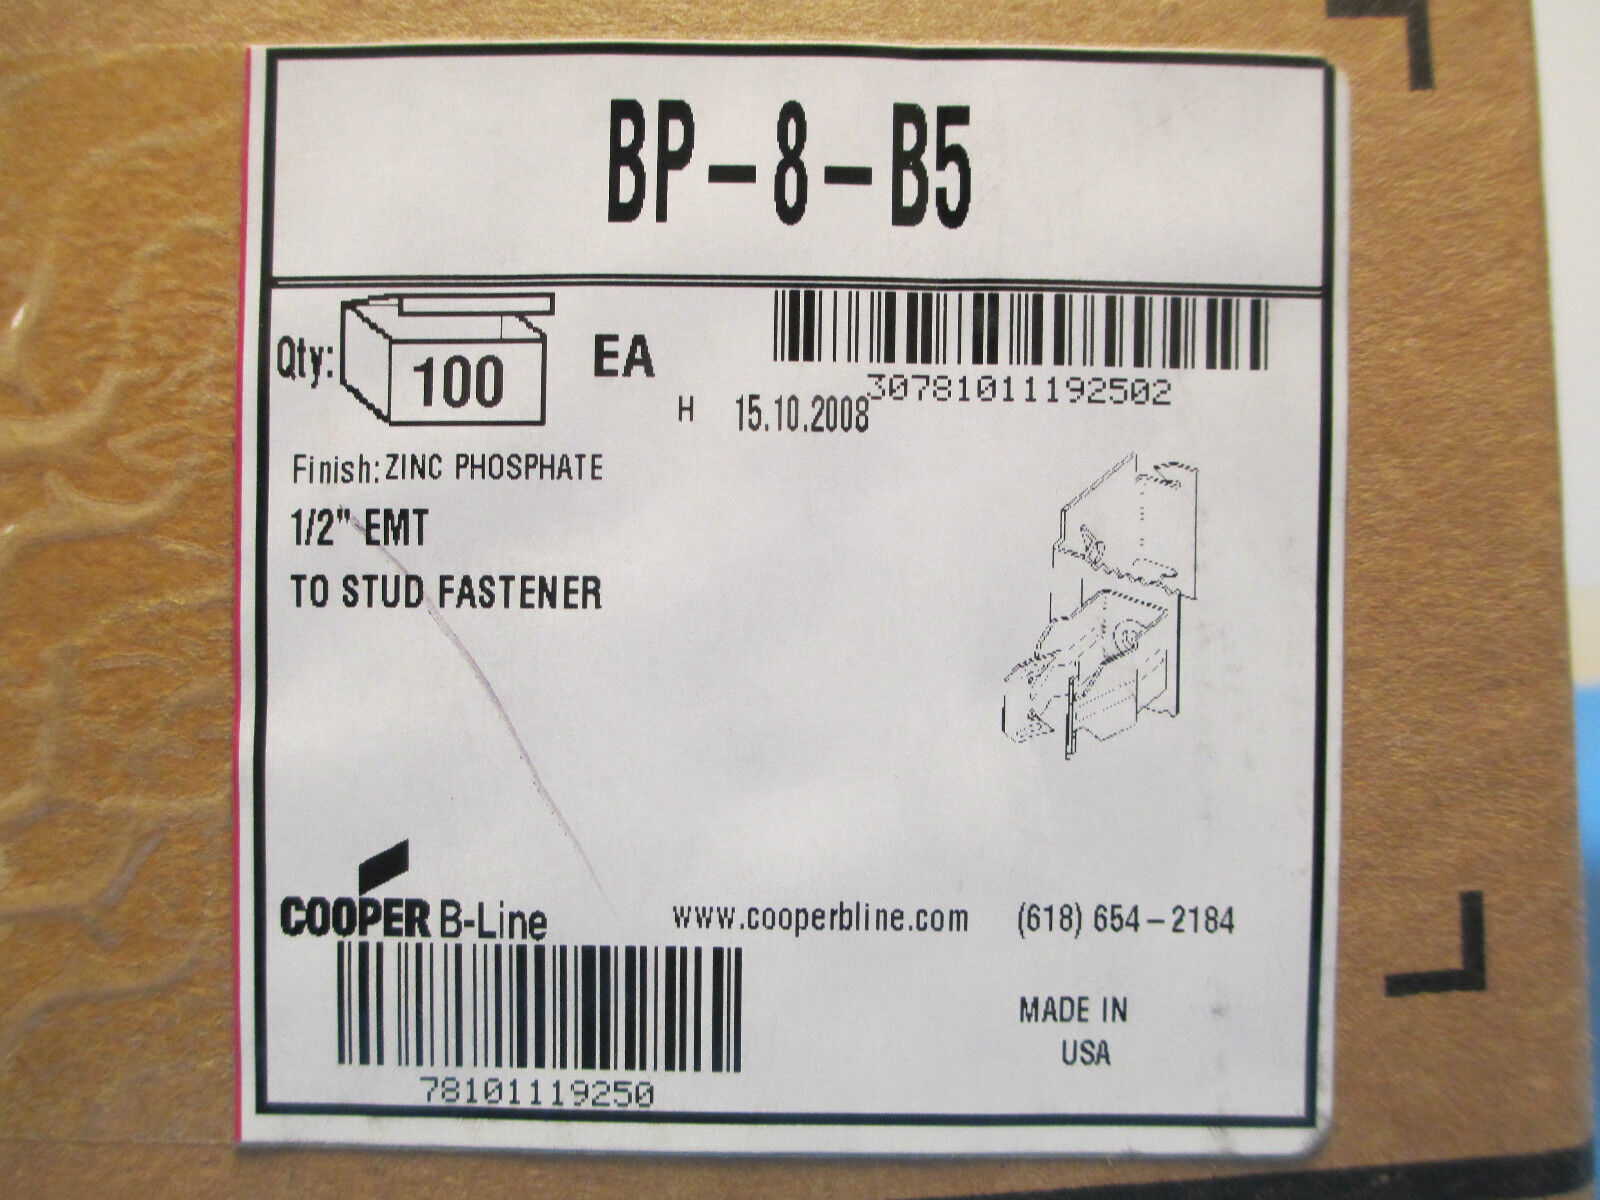 BP-8-B5
Qty: 100 EA
30781011192502
H 15.10.2008
Finish: ZINC PHOSPHATE
1/2" EMT
TO STUD FASTENER
COOPER B-Line
www.cooperbline.com (618) 654-2184
78101119250
MADE IN
USA